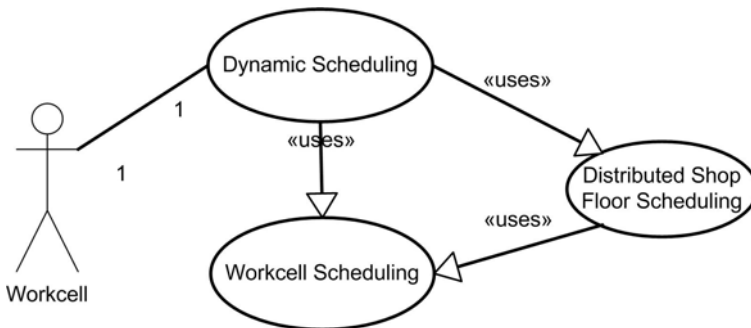 Dynamic Scheduling
«uses»
1
«uses»
1
Distributed Shop
Floor Scheduling
«uses»
Workcell Scheduling
Workcell